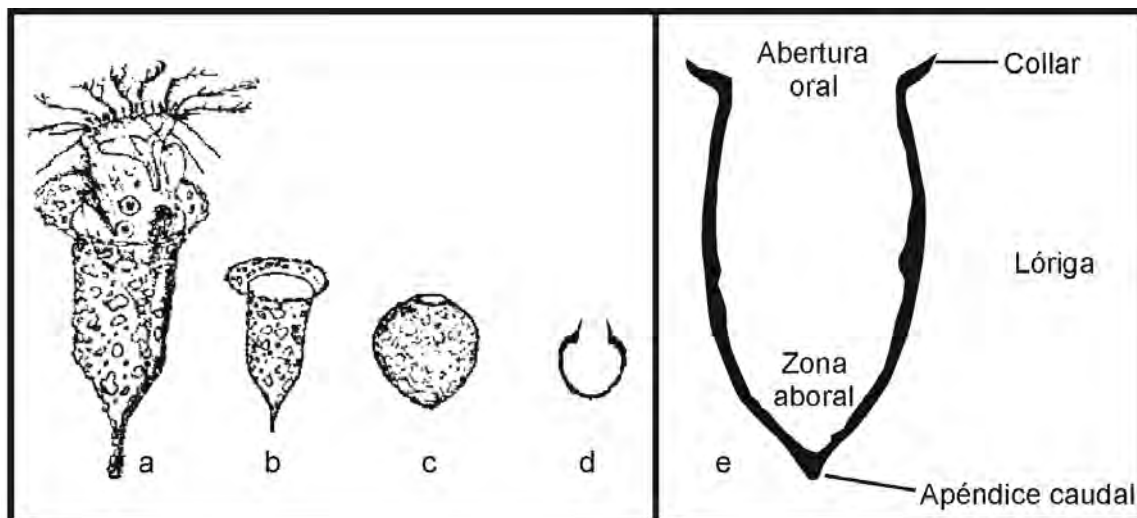 a
b
c
d
Abertura
oral
Collar
Lóriga
Zona
aboral
e
Apéndice caudal